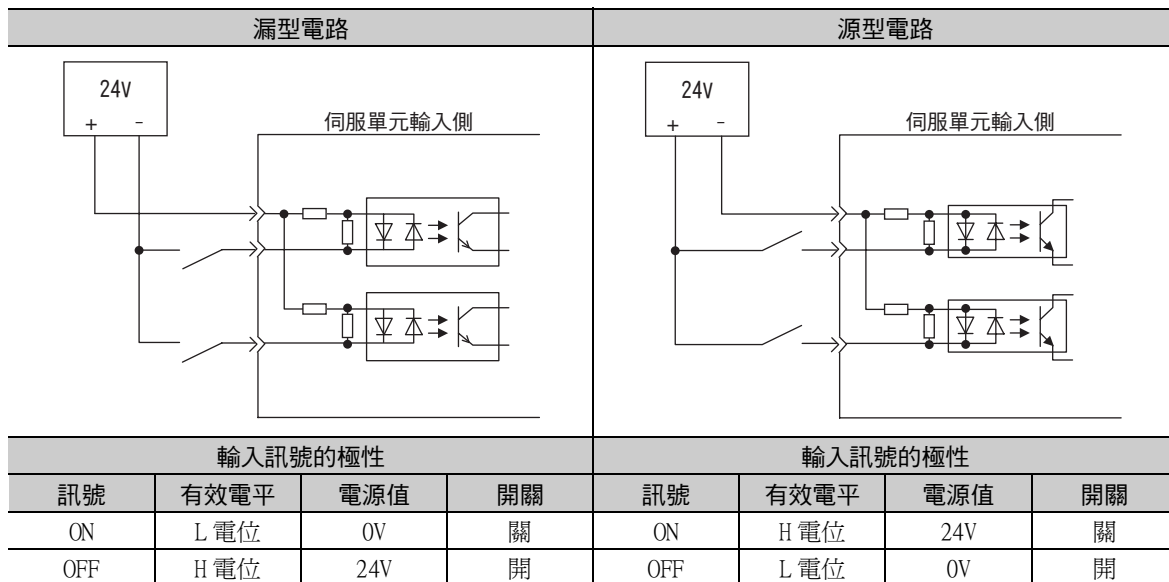 漏型電路 源型電路
24V 24V
+ - + -
伺服單元輸入側 伺服單元輸入側
輸入訊號的極性 輸入訊號的極性
訊號 有效電平 電源值 開關 訊號 有效電平 電源值 開關
ON L電位 0V 關 ON H電位 24V 關
OFF H電位 24V 開 OFF L電位 0V 開